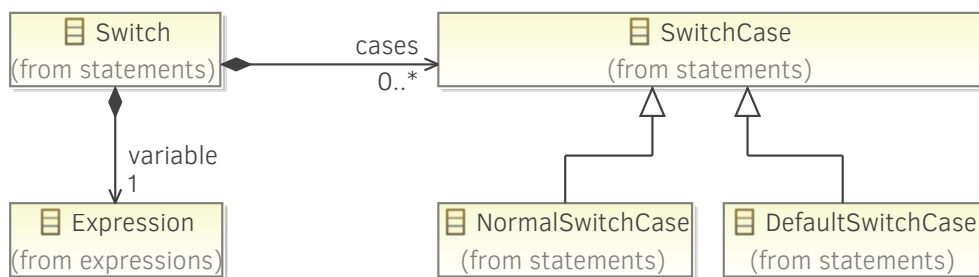 Switch
(from statements)
cases
0..*
SwitchCase
(from statements)
variable
1
Expression
(from expressions)
NormalSwitchCase
(from statements)
DefaultSwitchCase
(from statements)